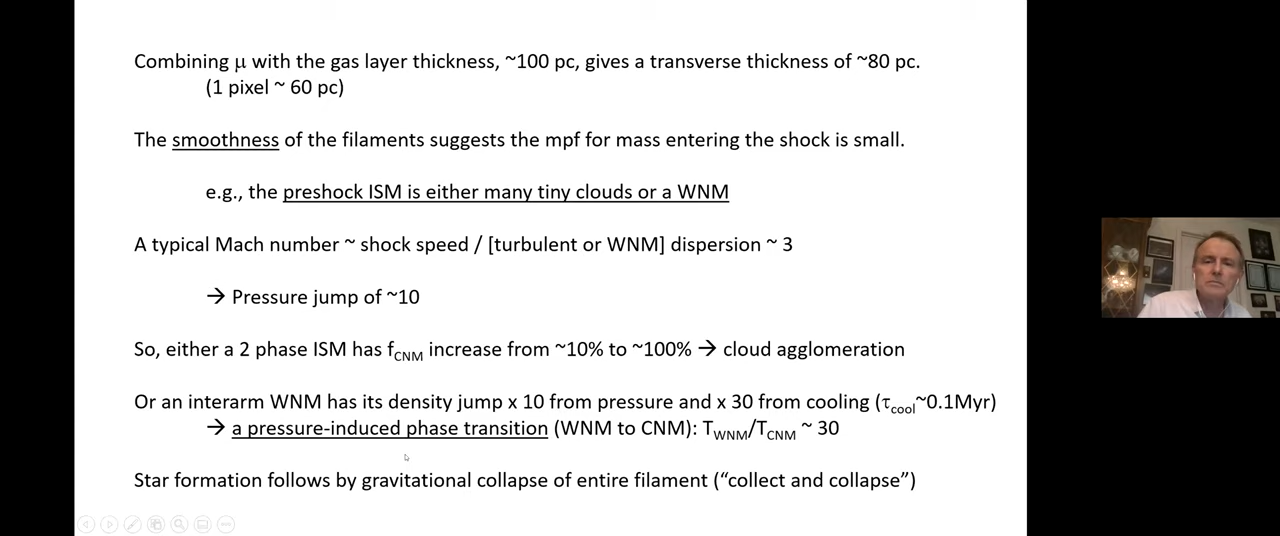 Combining μ with the gas layer thickness, ~100 pc, gives a transverse thickness of ~80 pc.
(1 pixel ~ 60 pc)
The smoothness of the filaments suggests the mpf for mass entering the shock is small.
e.g., the preshock ISM is either many tiny clouds or a WNM
A typical Mach number ~ shock speed / [turbulent or WNM] dispersion ~ 3
→ Pressure jump of ~10
So, either a 2 phase ISM has fCNM increase from ~10% to ~100% → cloud agglomeration
Or an interarm WNM has its density jump x 10 from pressure and x 30 from cooling (τcool~0.1Myr)
→ a pressure-induced phase transition (WNM to CNM): TWNM/TCNM ~ 30
Star formation follows by gravitational collapse of entire filament (“collect and collapse”)